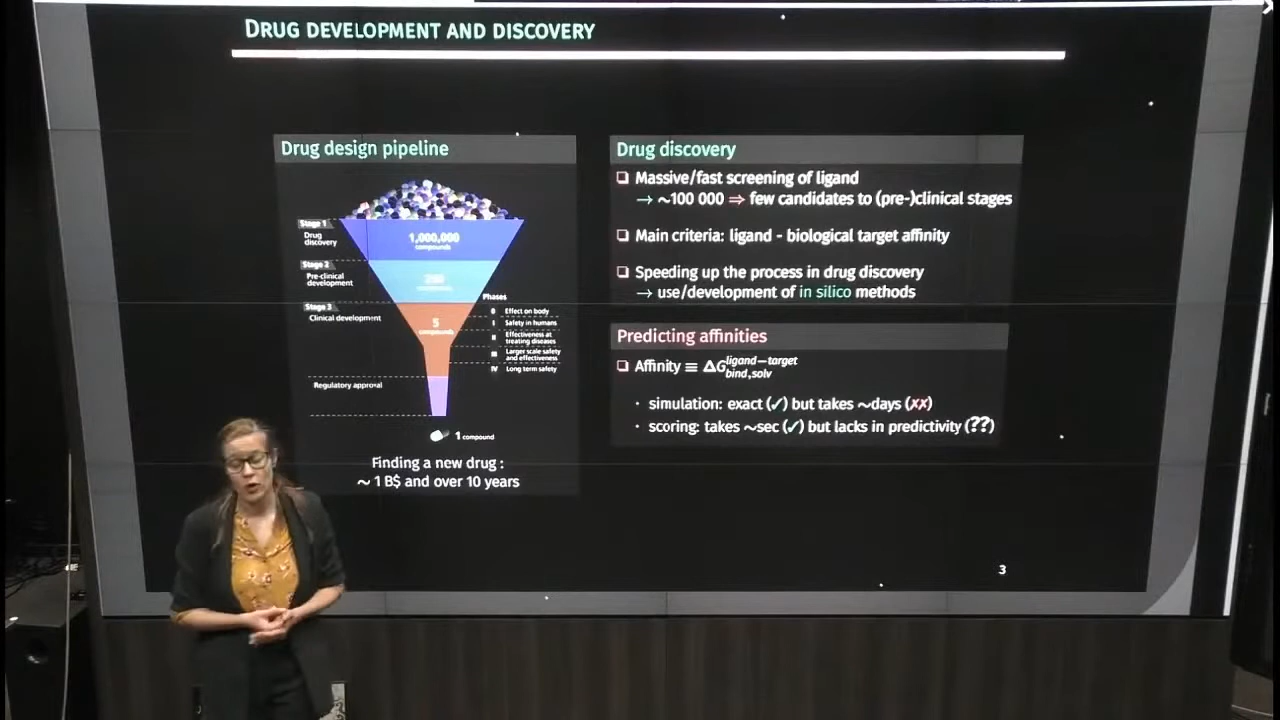 DRUG DEVELOPMENT AND DISCOVERY
Drug design pipeline
Stage 1
Drug
discovery
1,000,000
compounds
Stage 2
Pre-clinical
development
Stage 3
Clinical development
5
compounds
Phases
0 Effect on body
I Safety in humans
II Effectiveness at
treating diseases
III Larger scale safety
and effectiveness
IV Long term safety
Regulatory approval
1 compound
Finding a new drug :
~ 1 B$ and over 10 years
Drug discovery
❑ Massive/fast screening of ligand
→ ~100 000 ⇒ few candidates to (pre-)clinical stages
❑ Main criteria: ligand - biological target affinity
❑ Speeding up the process in drug discovery
→ use/development of in silico methods
Predicting affinities
❑ Affinity ≡ ΔG^{ligand−target}_{bind,solv}
• simulation: exact (✓) but takes ~days (✗✗)
• scoring: takes ~sec (✓) but lacks in predictivity (??)
3